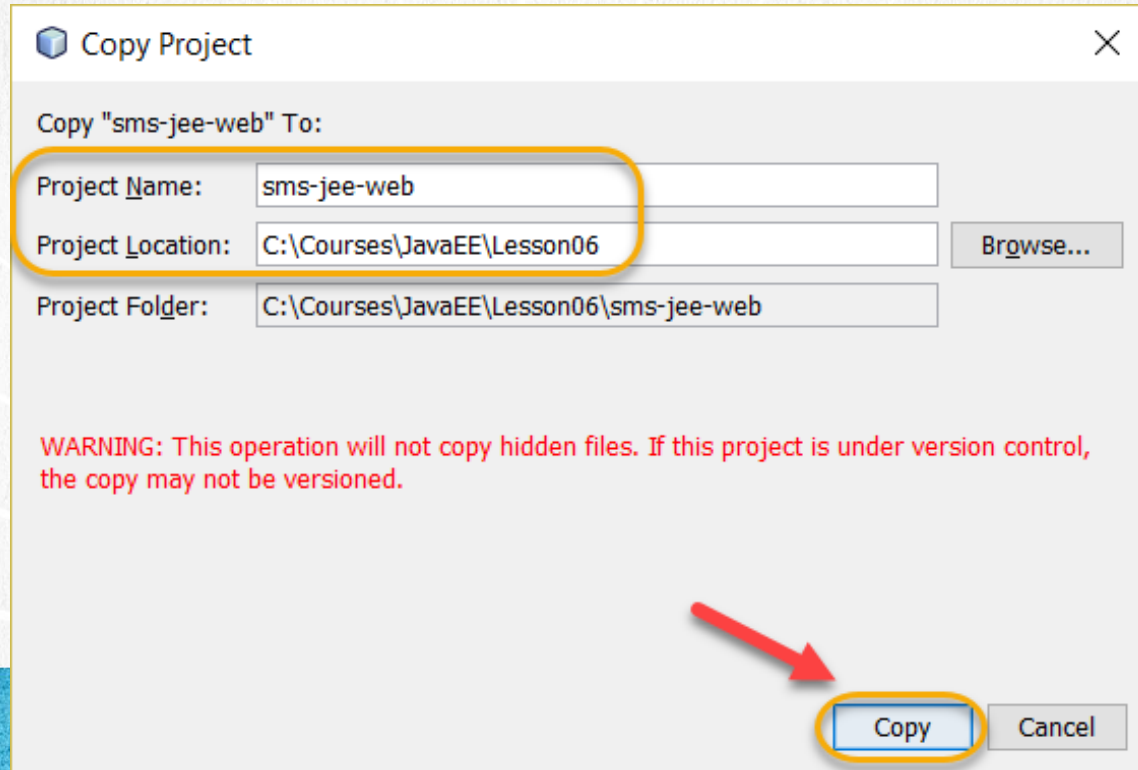 Copy Project
Copy "sms-jee-web" To:
Project Name: sms-jee-web
Project Location: C:\Courses\JavaEE\Lesson06 Browse...
Project Folder: C:\Courses\JavaEE\Lesson06\sms-jee-web
WARNING: This operation will not copy hidden files. If this project is under version control,
the copy may not be versioned.
Copy Cancel